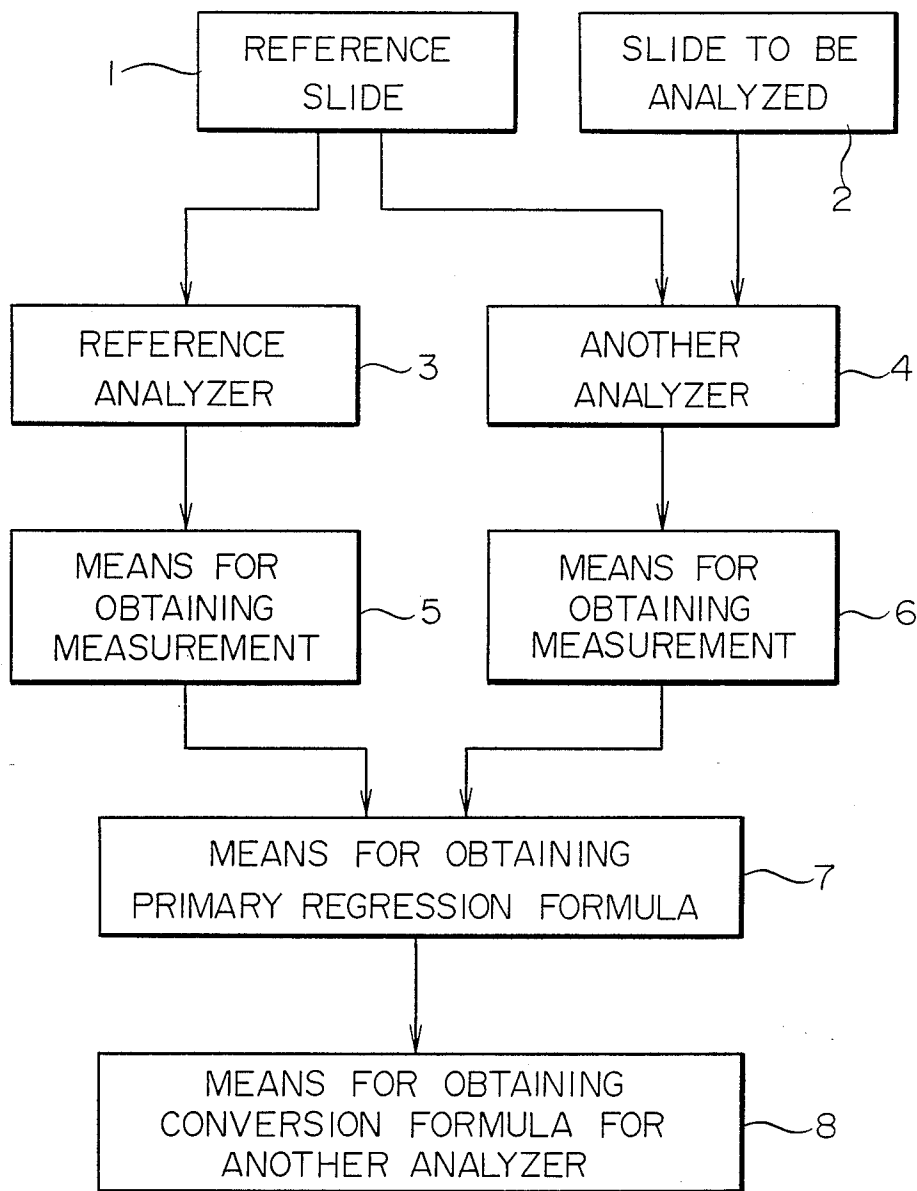 REFERENCE
SLIDE
1
SLIDE TO BE
ANALYZED
2
REFERENCE
ANALYZER
3
ANOTHER
ANALYZER
4
MEANS FOR
OBTAINING
MEASUREMENT
5
MEANS FOR
OBTAINING
MEASUREMENT
6
MEANS FOR OBTAINING
PRIMARY REGRESSION FORMULA
7
MEANS FOR OBTAINING
CONVERSION FORMULA FOR
ANOTHER ANALYZER
8